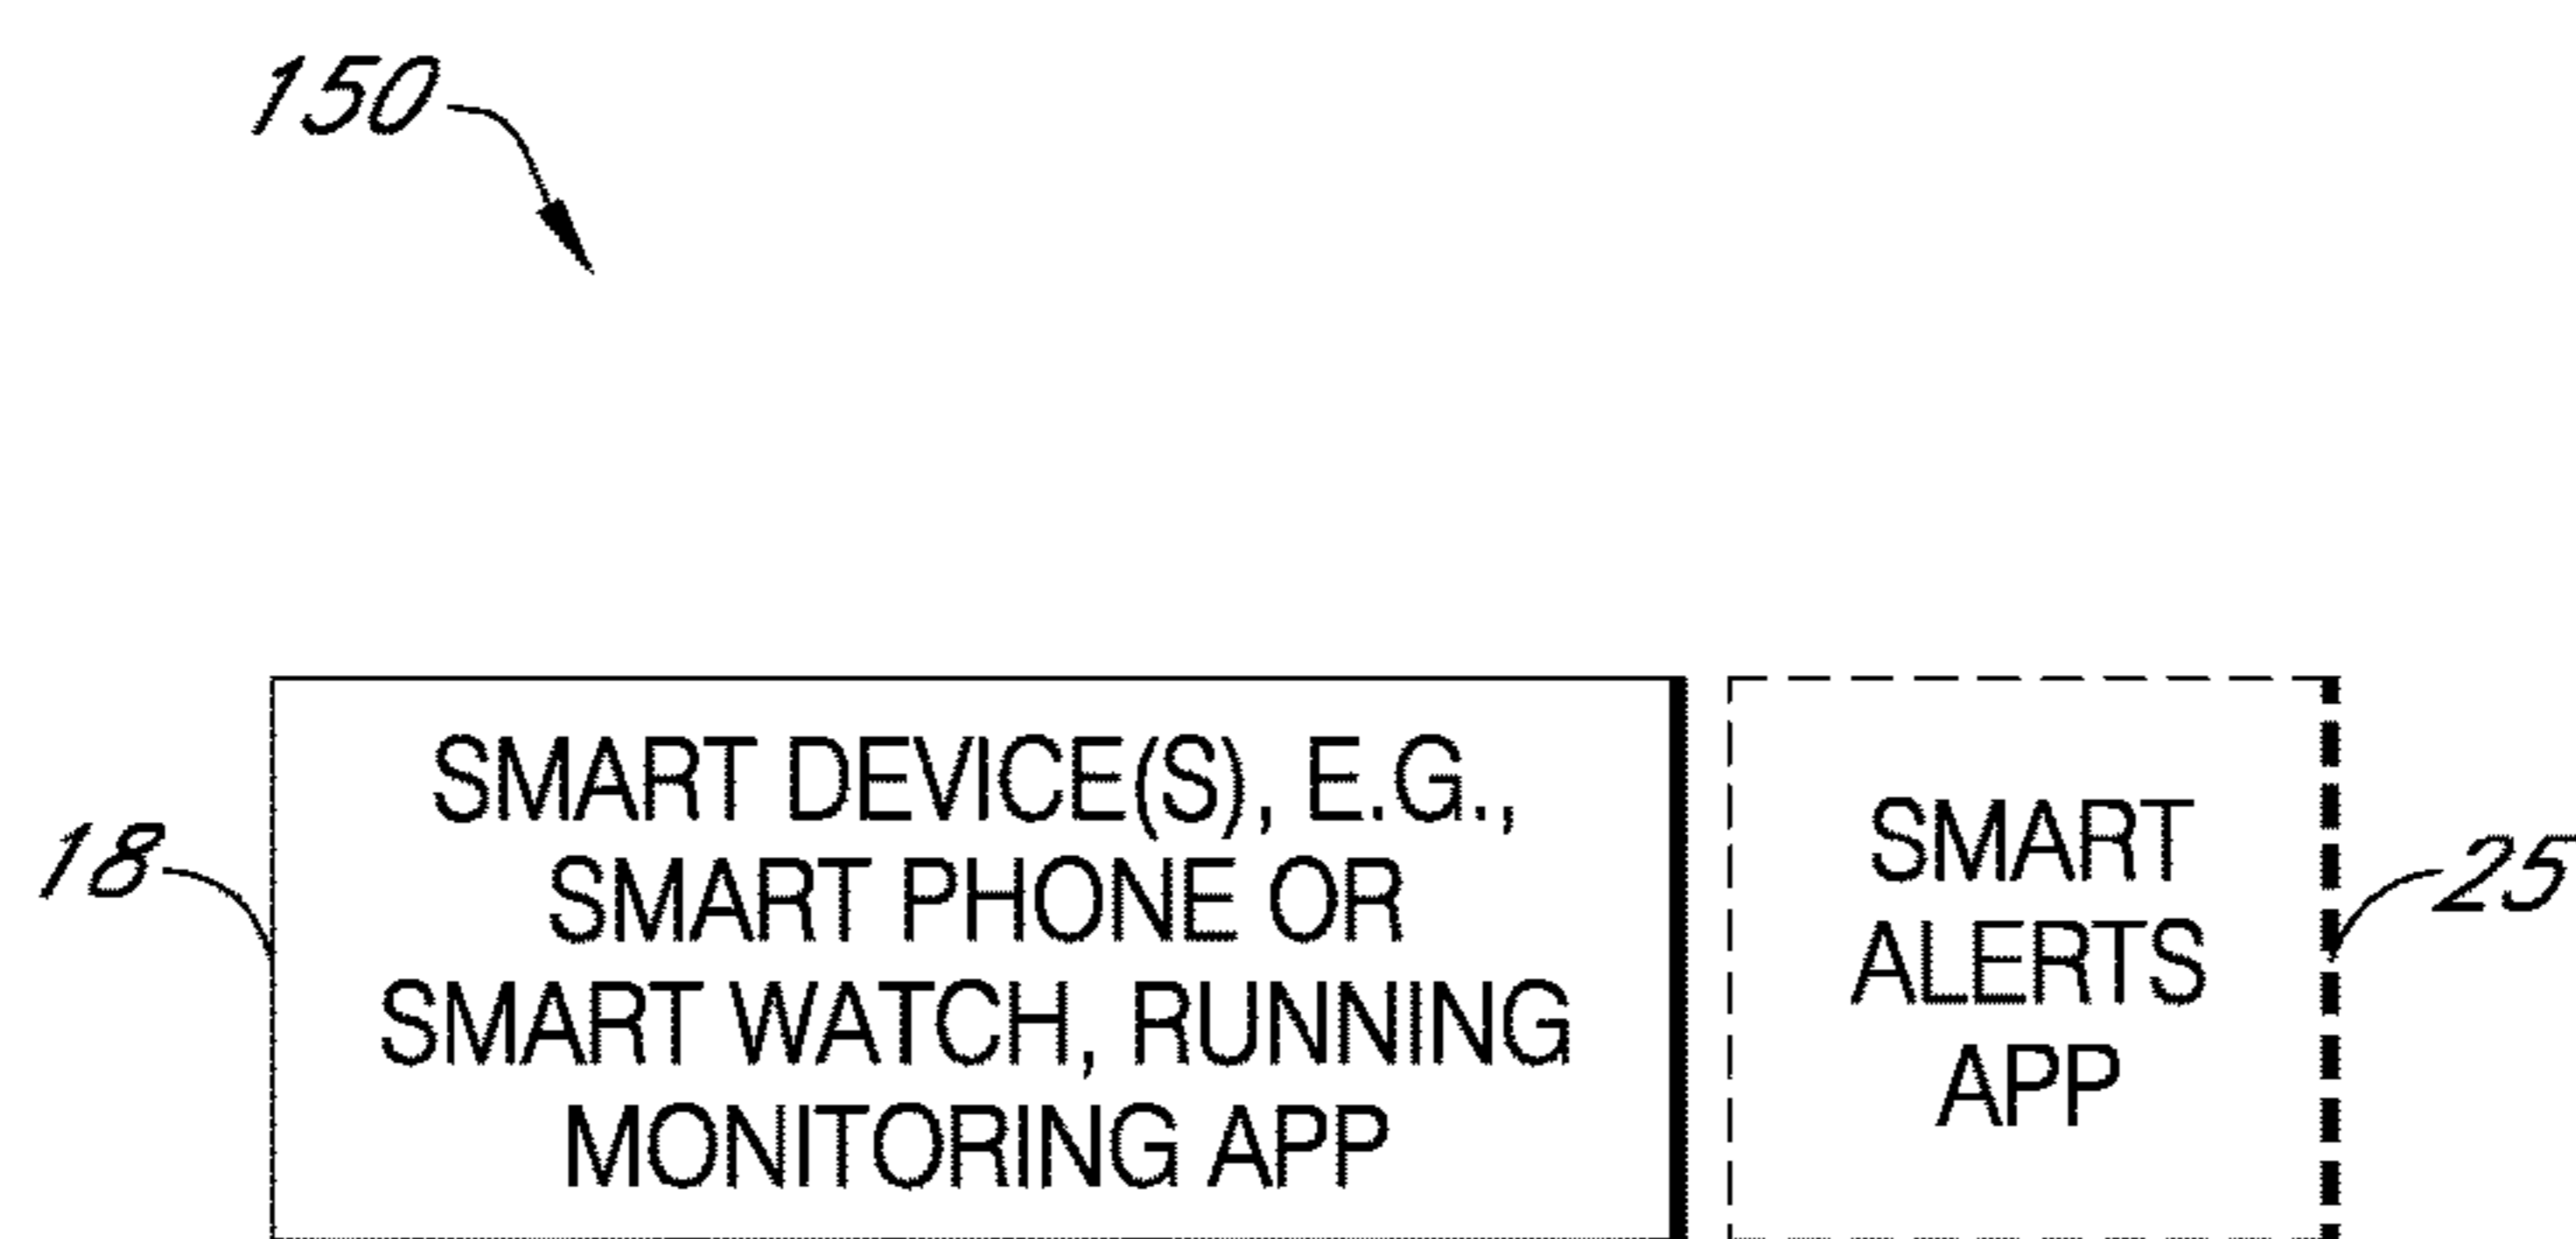 150
SMART DEVICE(S), E.G.,
SMART PHONE OR
SMART WATCH, RUNNING
MONITORING APP
18
SMART
ALERTS
APP
25